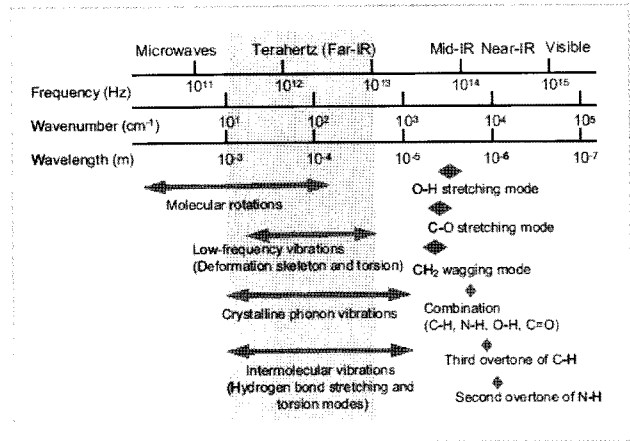 Microwaves Terahertz (Far-IR) Mid-IR Near-IR Visible
Frequency (Hz) 10¹¹ 10¹² 10¹³ 10¹⁴ 10¹⁵
Wavenumber (cm⁻¹) 10¹ 10² 10³ 10⁴ 10⁵
Wavelength (m) 10⁻³ 10⁻⁴ 10⁻⁵ 10⁻⁶ 10⁻⁷
Molecular rotations
O-H stretching mode
C-O stretching mode
Low-frequency vibrations
(Deformation skeleton and torsion)
CH₂ wagging mode
Crystalline phonon vibrations
Combination
(C-H, N-H, O-H, C=O)
Third overtone of C-H
Intermolecular vibrations
(Hydrogen bond stretching and
torsion modes)
Second overtone of N-H